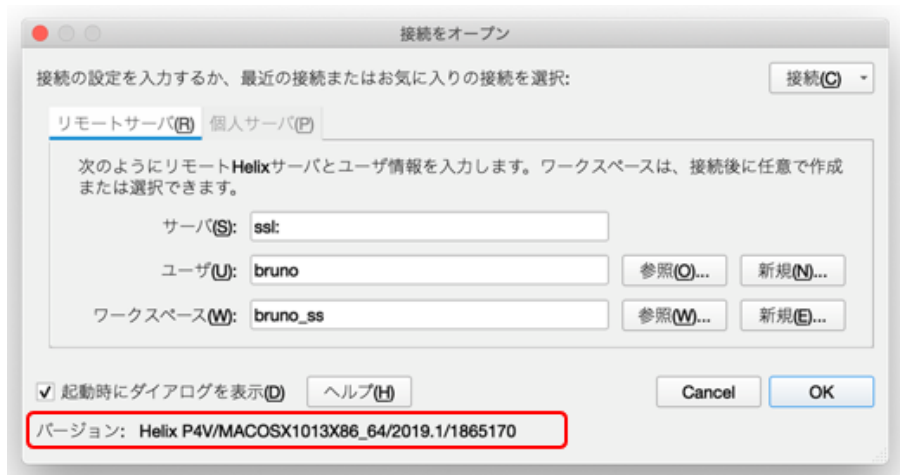 接続をオープン
接続の設定を入力するか、最近の接続またはお気に入りの接続を選択:
接続(C)
リモートサーバ(R) 個人サーバ(P)
次のようにリモートHelixサーバとユーザ情報を入力します。ワークスペースは、接続後に任意で作成
または選択できます。
サーバ(S): ssl:
ユーザ(U): bruno 参照(O)... 新規(N)...
ワークスペース(W): bruno_ss 参照(W)... 新規(E)...
起動時にダイアログを表示(D) ヘルプ(H) Cancel OK
バージョン: Helix P4V/MACOSX1013X86_64/2019.1/1865170